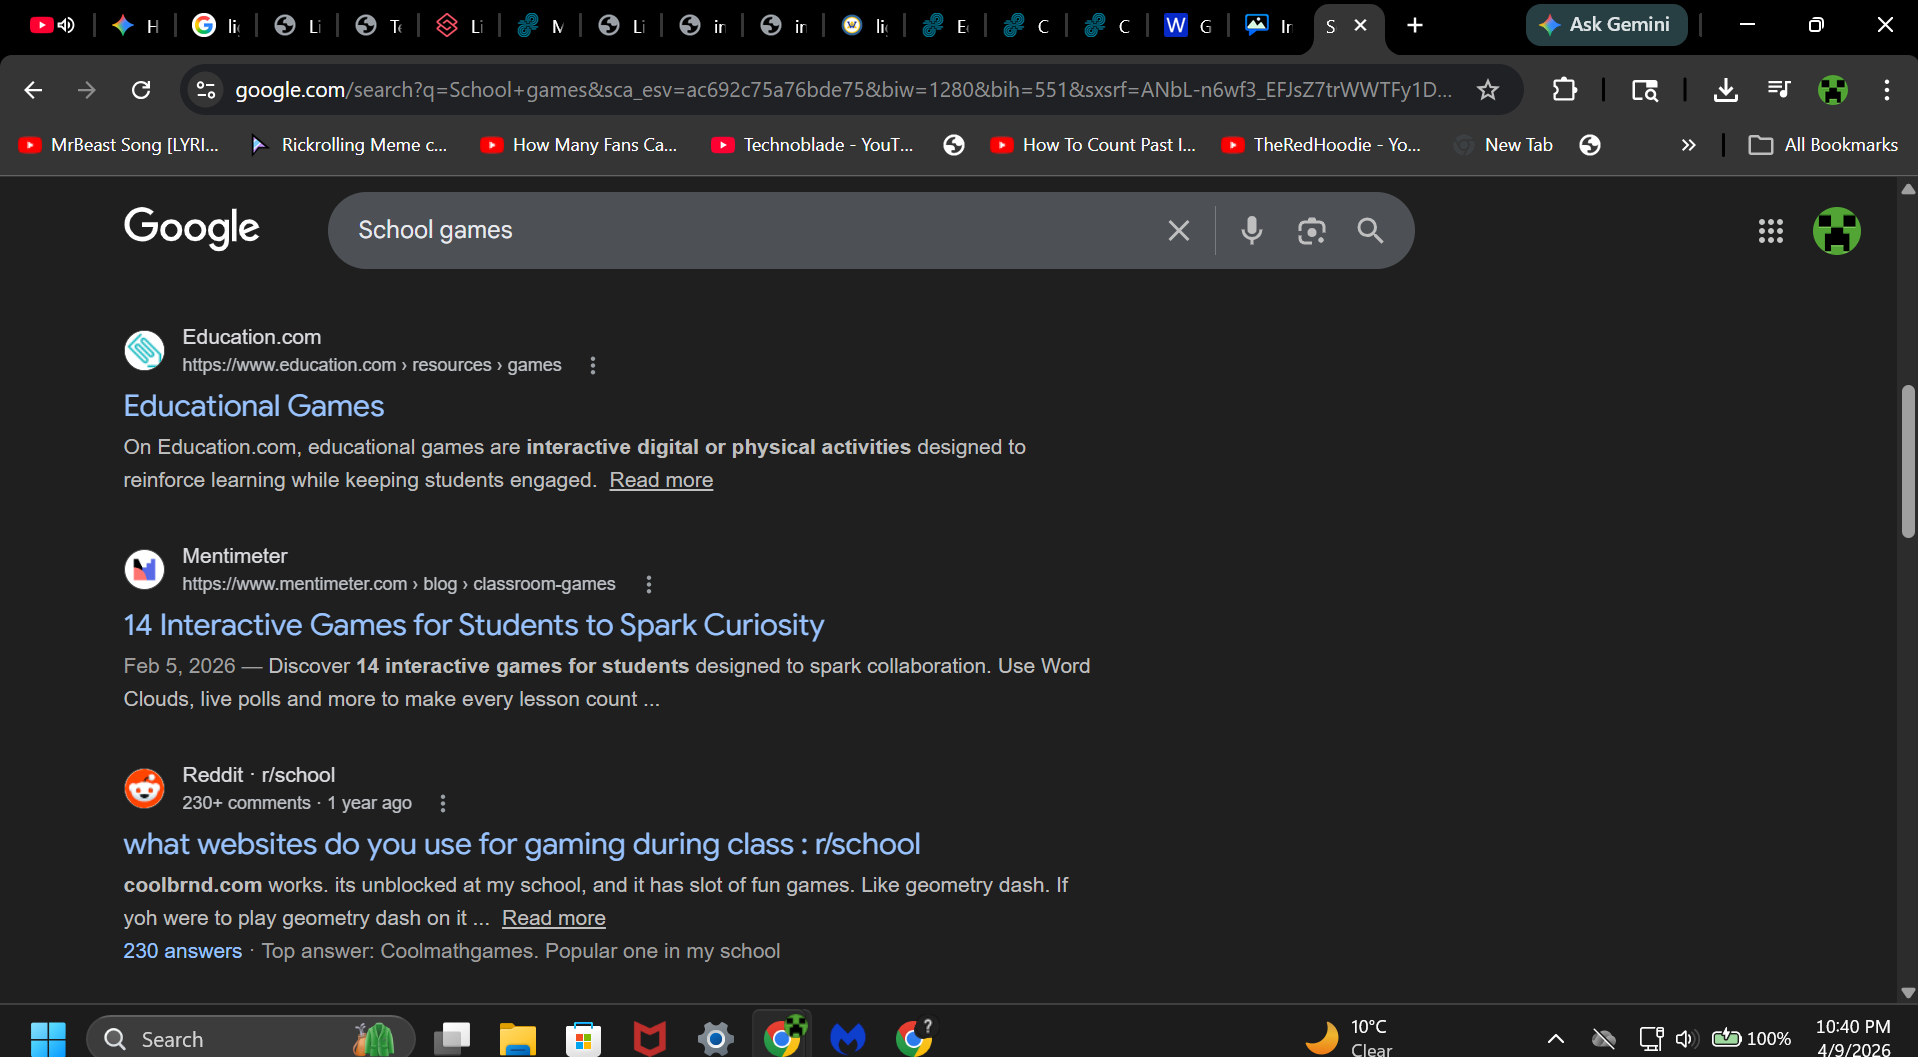 H
li
Li
Te
Li
M
Li
in
in
li
E
C
C
G
In
S
Ask Gemini
google.com/search?q=School+games&sca_esv=ac692c75a76bde75&biw=1280&bih=551&sxsrf=ANbL-n6wf3_EFJsZ7trWWTFy1D...
MrBeast Song [LYRI...
Rickrolling Meme c...
How Many Fans Ca...
Technoblade - YouT...
How To Count Past I...
TheRedHoodie - Yo...
New Tab
All Bookmarks
Google
School games
Education.com
https://www.education.com › resources › games
Educational Games
On Education.com, educational games are interactive digital or physical activities designed to
reinforce learning while keeping students engaged. Read more
Mentimeter
https://www.mentimeter.com › blog › classroom-games
14 Interactive Games for Students to Spark Curiosity
Feb 5, 2026 — Discover 14 interactive games for students designed to spark collaboration. Use Word
Clouds, live polls and more to make every lesson count ...
Reddit · r/school
230+ comments · 1 year ago
what websites do you use for gaming during class : r/school
coolbrnd.com works. its unblocked at my school, and it has slot of fun games. Like geometry dash. If
yoh were to play geometry dash on it ... Read more
230 answers · Top answer: Coolmathgames. Popular one in my school
Search
10°C
Clear
100%
10:40 PM
4/9/2026